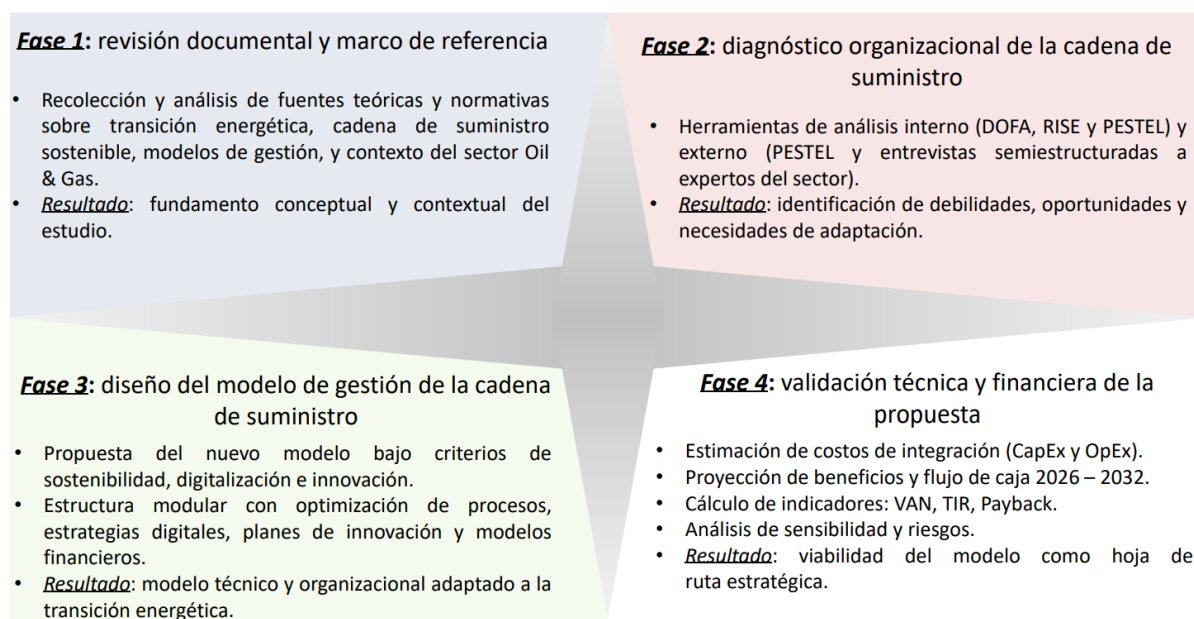 Fase 1: revisión documental y marco de referencia
• Recolección y análisis de fuentes teóricas y normativas
sobre transición energética, cadena de suministro
sostenible, modelos de gestión, y contexto del sector Oil
& Gas.
• Resultado: fundamento conceptual y contextual del
estudio.
Fase 2: diagnóstico organizacional de la cadena de
suministro
• Herramientas de análisis interno (DOFA, RISE y PESTEL) y
externo (PESTEL y entrevistas semiestructuradas a
expertos del sector).
• Resultado: identificación de debilidades, oportunidades y
necesidades de adaptación.
Fase 3: diseño del modelo de gestión de la cadena
de suministro
• Propuesta del nuevo modelo bajo criterios de
sostenibilidad, digitalización e innovación.
• Estructura modular con optimización de procesos,
estrategias digitales, planes de innovación y modelos
financieros.
• Resultado: modelo técnico y organizacional adaptado a la
transición energética.
Fase 4: validación técnica y financiera de la
propuesta
• Estimación de costos de integración (CapEx y OpEx).
• Proyección de beneficios y flujo de caja 2026 – 2032.
• Cálculo de indicadores: VAN, TIR, Payback.
• Análisis de sensibilidad y riesgos.
• Resultado: viabilidad del modelo como hoja de
ruta estratégica.